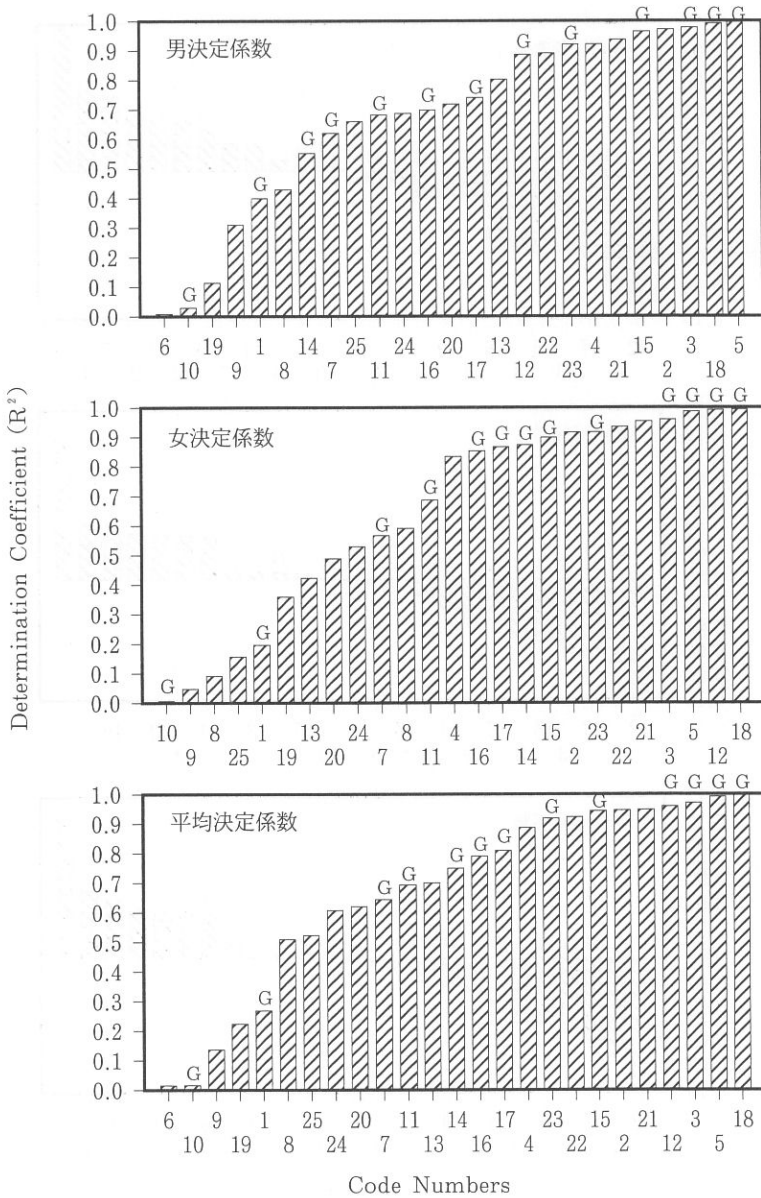 G G G G
1.0
男決定係数
G G
0.9
0.8
G G G
0.7
G G
0.6
0.5
G
0.4
0.3
0.2
G
0.1
0.0
6 19 1 14 25 24 20 13 22 4 15 3 5
10 9 8 7 11 16 17 12 23 21 2 18
G G G G
1.0
女決定係数
G G G G G
0.9
0.8
G
0.7
G
0.6
0.5
0.4
0.3
G
0.2
0.1
G
0.0
10 8 1 13 24 8 4 17 15 23 21 5 18
9 25 19 20 7 11 16 14 2 22 3 12
G G G G
1.0
平均決定係数
G G
0.9
G G G
0.8
G G
0.7
0.6
0.5
0.4
G
0.3
0.2
G
0.1
0.0
6 9 1 25 20 11 14 17 23 15 21 3 18
10 19 8 24 7 13 16 4 22 2 12 5
Determination Coefficient (R²)
Code Numbers